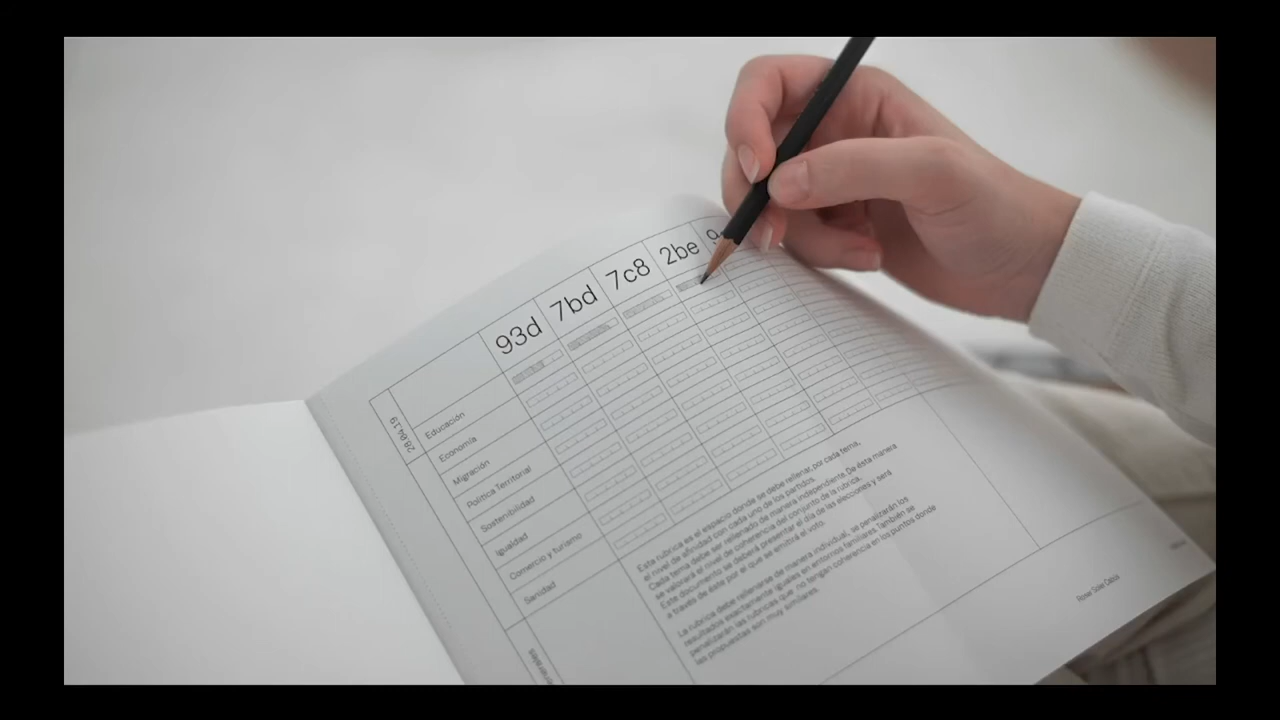 93d 7bd 7c8 2be 9
28.04.19
Educación
Economía
Migración
Política Territorial
Sostenibilidad
Igualdad
Comercio y turismo
Sanidad
Esta rubrica es el espacio donde se debe rellenar, por cada tema,
el nivel de afinidad con cada uno de los partidos.
Cada tema debe ser rellenado de manera independiente. De ésta manera
se valorará el nivel de coherencia del conjunto de la rubrica.
Este documento se deberá presentar el día de las elecciones y será
a través de éste por el que se emitirá el voto.
La rubrica debe rellenarse de manera individual, se penalizarán los
resultados exactamente iguales en entornos familiares. También se
penalizarán las rubricas que no tengan coherencia en los puntos donde
las propuestas son muy similares.